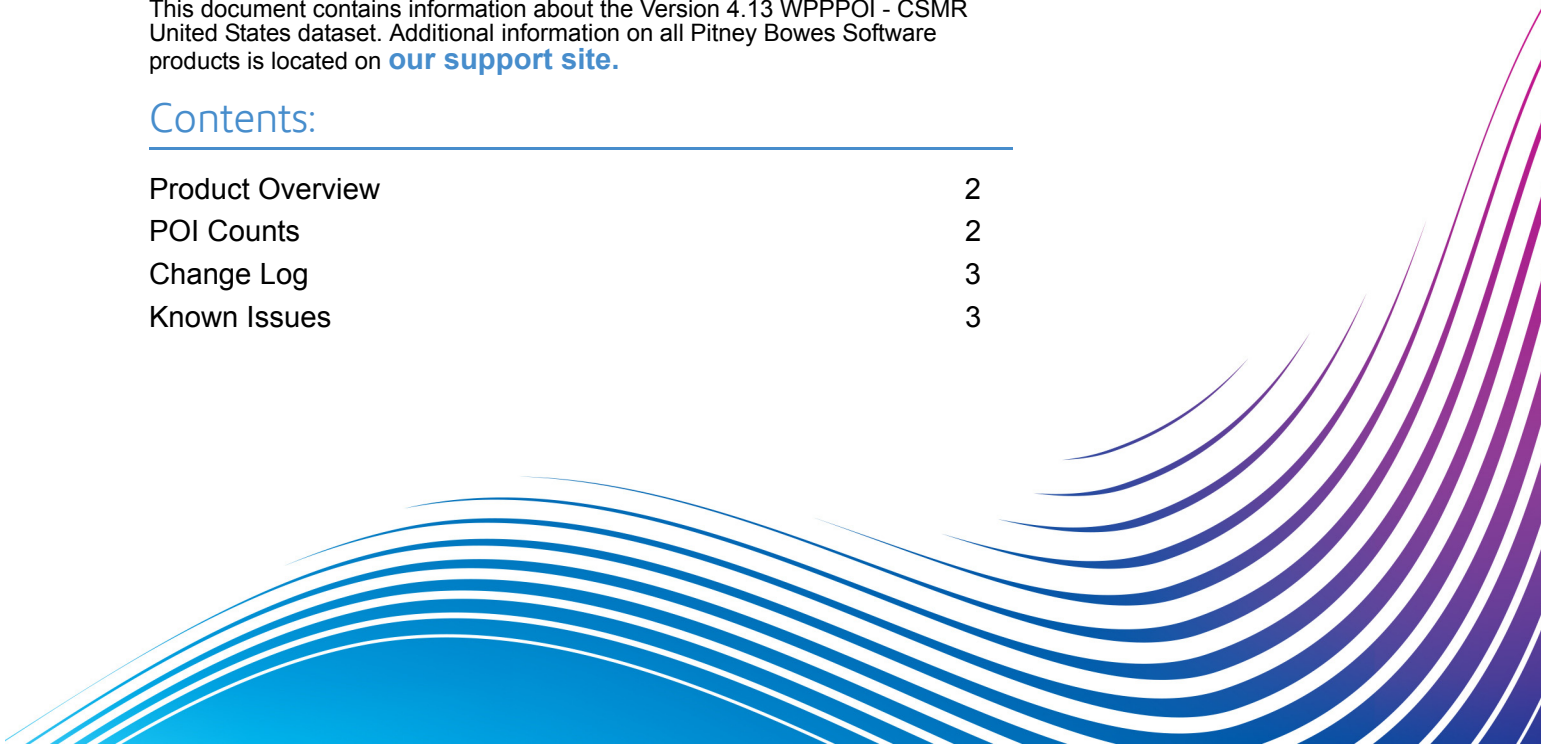 This document contains information about the Version 4.13 WPPPOI - CSMR
United States dataset. Additional information on all Pitney Bowes Software
products is located on our support site.
Contents:
Product Overview 2
POI Counts 2
Change Log 3
Known Issues 3